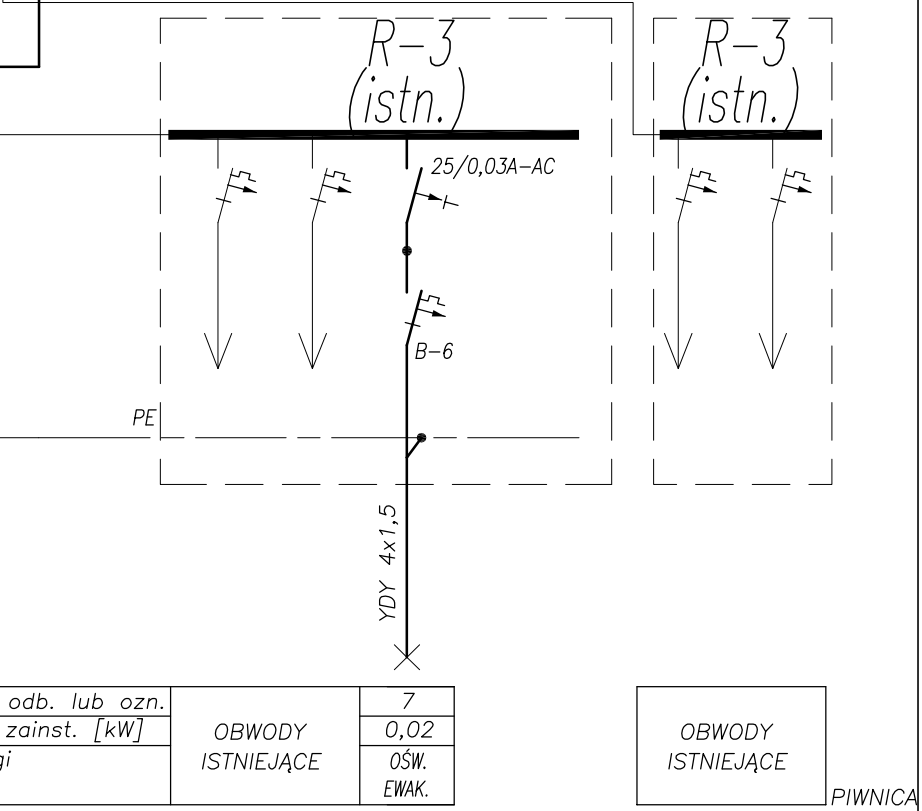 R-3
(istn.)
R-3
(istn.)
25/0,03A-AC
B-6
PE
YDY 4x1,5
odb. lub ozn.
7
zainst. [kW]
0,02
gi
OBWODY
ISTNIEJĄCE
OŚW.
EWAK.
OBWODY
ISTNIEJĄCE
PIWNICA